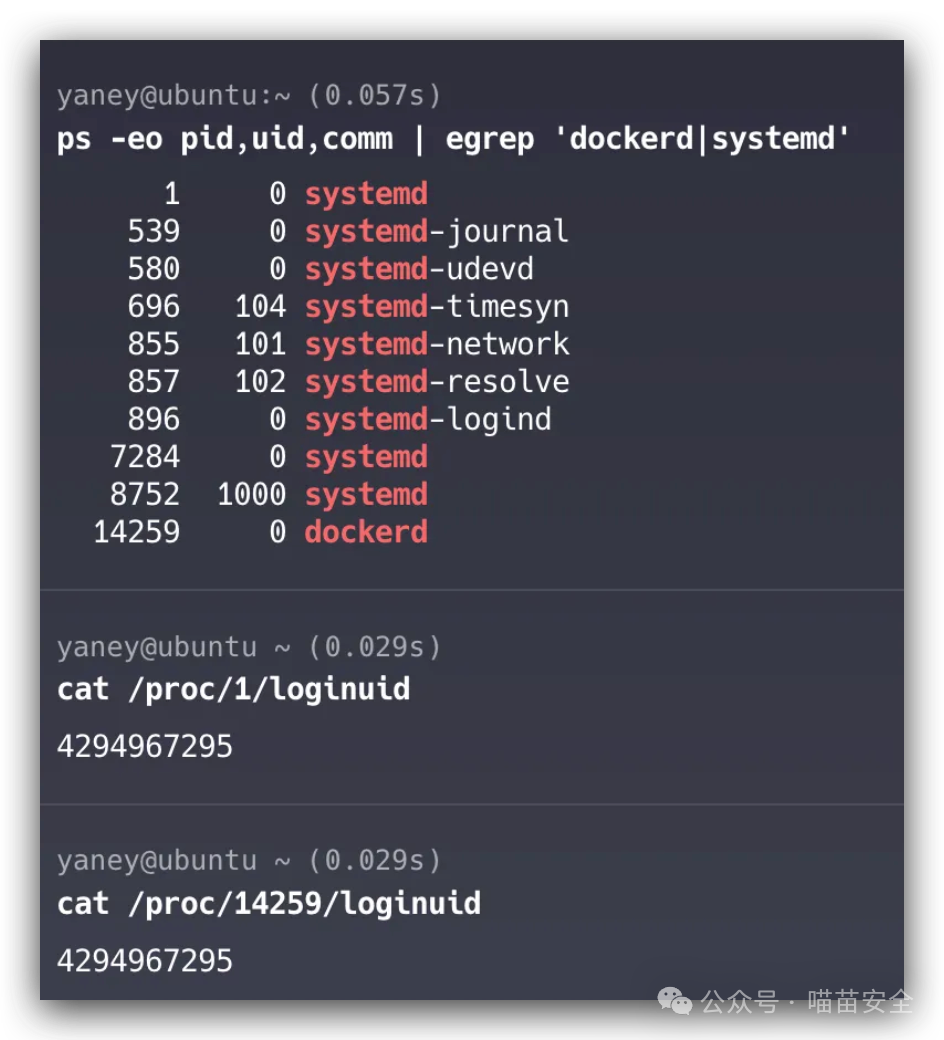 yaney@ubuntu:~ (0.057s)
ps -eo pid,uid,comm | egrep 'dockerd|systemd'
1 0 systemd
539 0 systemd-journal
580 0 systemd-udevd
696 104 systemd-timesyn
855 101 systemd-network
857 102 systemd-resolve
896 0 systemd-logind
7284 0 systemd
8752 1000 systemd
14259 0 dockerd
yaney@ubuntu ~ (0.029s)
cat /proc/1/loginuid
4294967295
yaney@ubuntu ~ (0.029s)
cat /proc/14259/loginuid
4294967295
公众号 · 喵苗安全